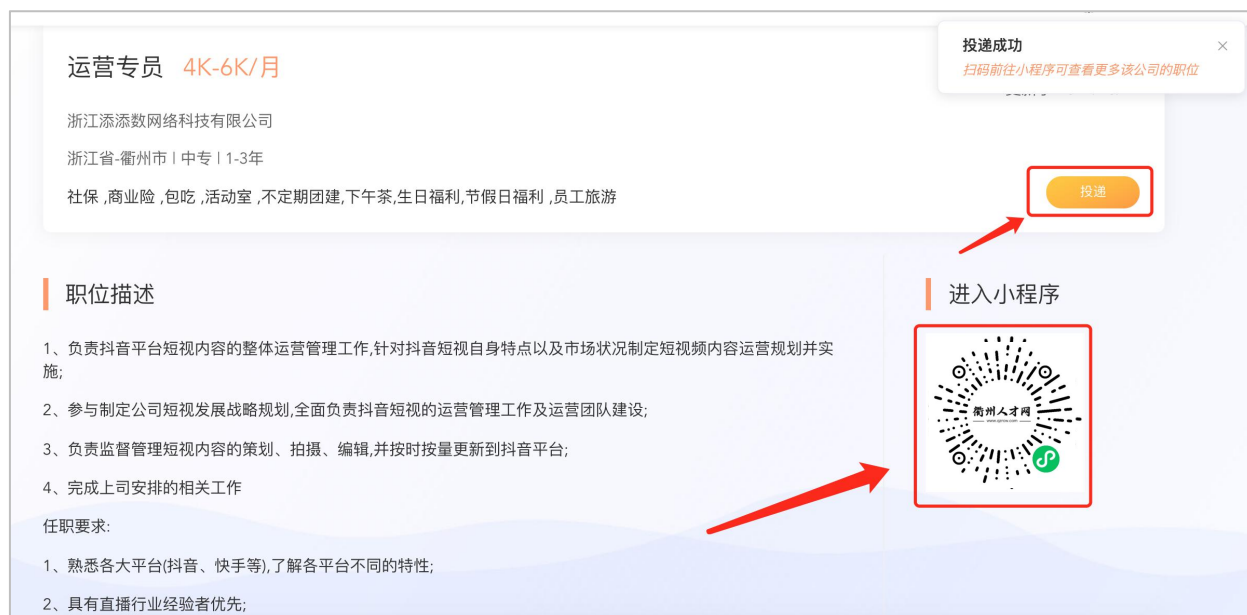 投递成功
扫码前往小程序可查看更多该公司的职位
运营专员 4K-6K/月
浙江添添数网络科技有限公司
浙江省-衢州市 | 中专 | 1-3年
社保 ,商业险 ,包吃 ,活动室 ,不定期团建,下午茶,生日福利,节假日福利 ,员工旅游
投递
职位描述
1、负责抖音平台短视内容的整体运营管理工作,针对抖音短视自身特点以及市场状况制定短视频内容运营规划并实
施;
2、参与制定公司短视发展战略规划,全面负责抖音短视的运营管理工作及运营团队建设;
3、负责监督管理短视内容的策划、拍摄、编辑,并按时按量更新到抖音平台;
4、完成上司安排的相关工作
任职要求:
1、熟悉各大平台(抖音、快手等),了解各平台不同的特性;
2、具有直播行业经验者优先;
进入小程序
衢州人才网